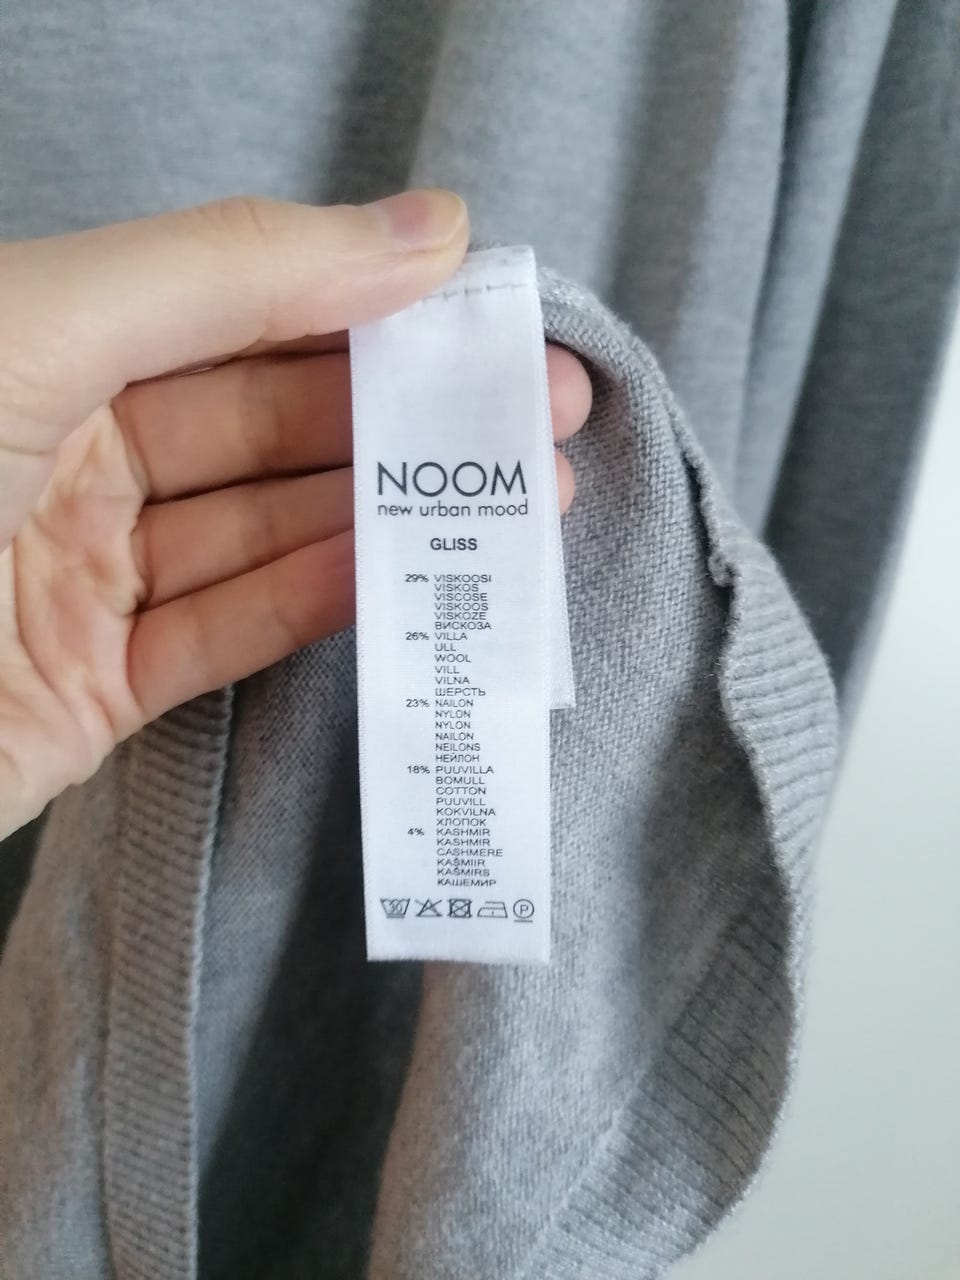 NOOM
new urban mood
GLISS
29% VISKOOSI
VISKOS
VISCOSE
VISKOOS
VISKOZE
ВИСКОЗА
26% VILLA
ULL
WOOL
VILL
VILNA
ШЕРСТЬ
23% NAILON
NYLON
NYLON
NAILON
NEILONS
НЕЙЛОН
18% PUUVILLA
BOMULL
COTTON
PUUVILL
KOKVILNA
ХЛОПОК
4% KASHMIR
KASHMIR
CASHMERE
KAŠMIIR
KAŠMIRS
КАШЕМИР
30 P